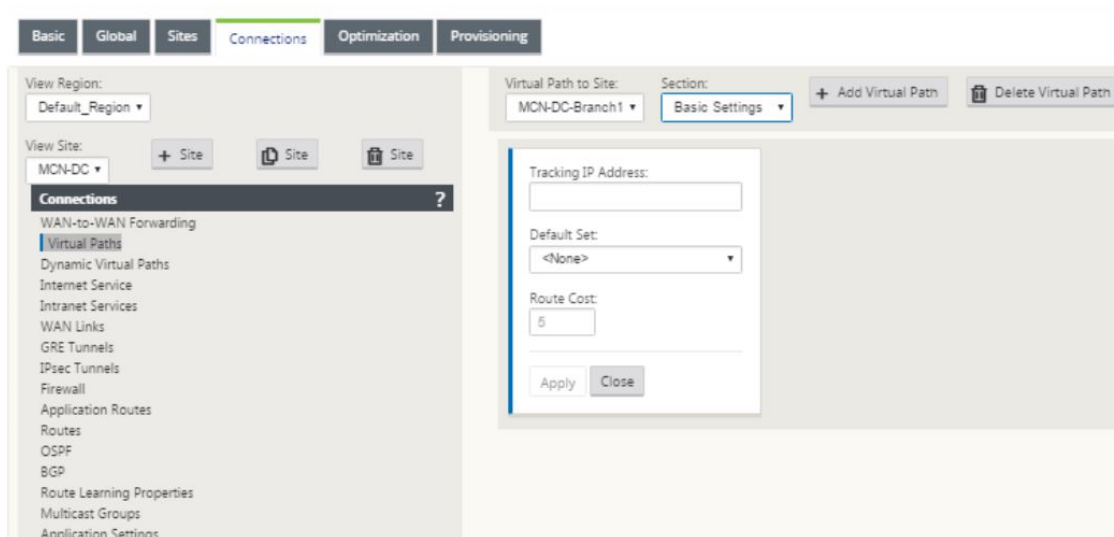 Basic Global Sites Connections Optimization Provisioning
View Region:
Default_Region
View Site:
MCN-DC
+ Site Site Site
Connections ?
WAN-to-WAN Forwarding
Virtual Paths
Dynamic Virtual Paths
Internet Service
Intranet Services
WAN Links
GRE Tunnels
IPsec Tunnels
Firewall
Application Routes
Routes
OSPF
BGP
Route Learning Properties
Multicast Groups
Application Settings
Virtual Path to Site: Section:
MCN-DC-Branch1 Basic Settings + Add Virtual Path Delete Virtual Path
Tracking IP Address:
Default Set:
<None>
Route Cost:
5
Apply Close